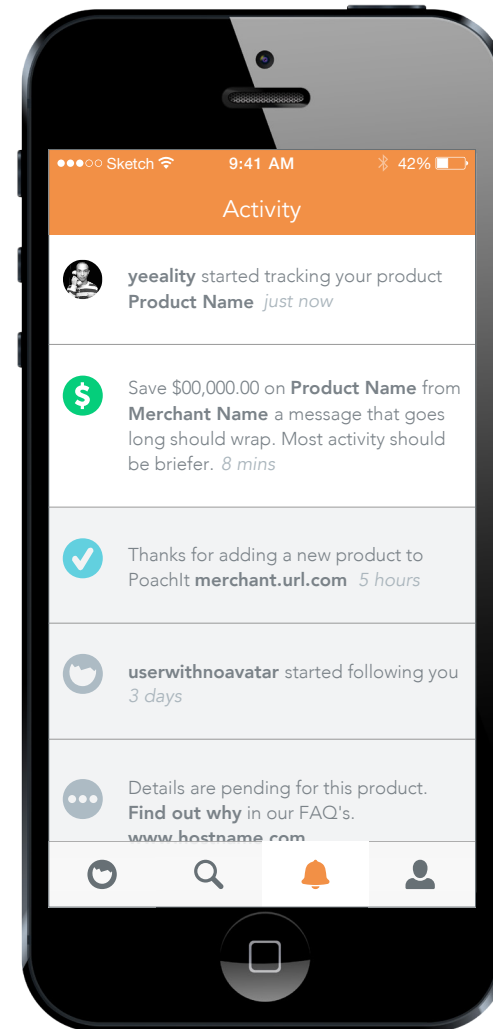 Sketch 9:41 AM 42%
Activity
yeeality started tracking your product
Product Name just now
Save $00,000.00 on Product Name from
Merchant Name a message that goes
long should wrap. Most activity should
be briefer. 8 mins
Thanks for adding a new product to
PoachIt merchant.url.com 5 hours
userwithnoavatar started following you
3 days
Details are pending for this product.
Find out why in our FAQ's.
www.hostname.com